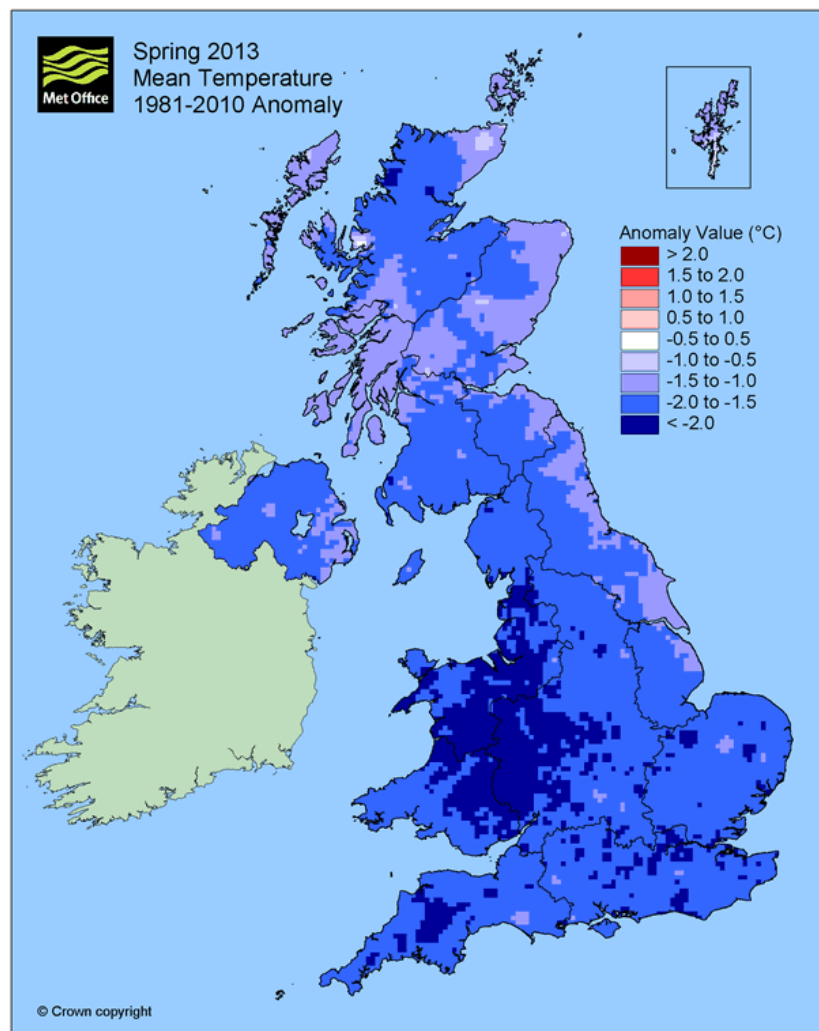 Met Office
Spring 2013
Mean Temperature
1981-2010 Anomaly
Anomaly Value (°C)
> 2.0
1.5 to 2.0
1.0 to 1.5
0.5 to 1.0
-0.5 to 0.5
-1.0 to -0.5
-1.5 to -1.0
-2.0 to -1.5
< -2.0
© Crown copyright